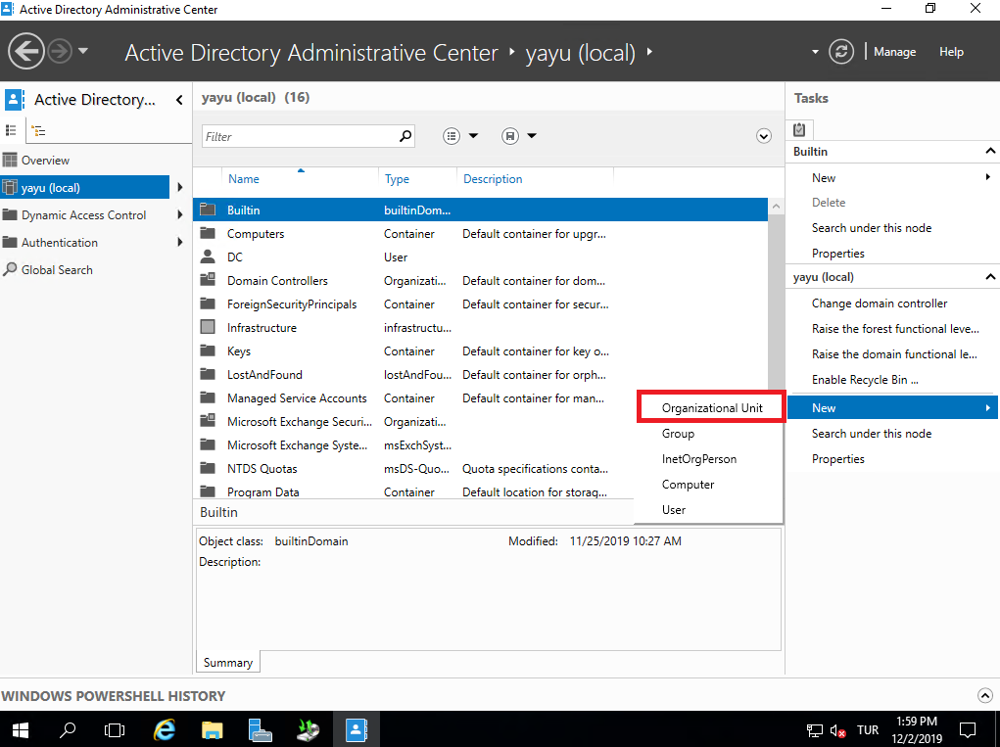 Active Directory Administrative Center
Active Directory Administrative Center yayu (local)
Manage Help
Active Directory...
Overview
yayu (local)
Dynamic Access Control
Authentication
Global Search
yayu (local) (16)
Filter
Name Type Description
Builtin builtinDom...
Computers Container Default container for upgr...
DC User
Domain Controllers Organizati... Default container for dom...
ForeignSecurityPrincipals Container Default container for secur...
Infrastructure infrastructu...
Keys Container Default container for key o...
LostAndFound lostAndFou... Default container for orph...
Managed Service Accounts Container Default container for man...
Microsoft Exchange Securi... Organizati...
Microsoft Exchange Syste... msExchSyst...
NTDS Quotas msDS-Quo... Quota specifications conta...
Program Data Container Default location for storag...
Organizational Unit
Group
InetOrgPerson
Computer
User
Builtin
Object class: builtinDomain Modified: 11/25/2019 10:27 AM
Description:
Summary
Tasks
Builtin
New
Delete
Search under this node
Properties
yayu (local)
Change domain controller
Raise the forest functional leve...
Raise the domain functional le...
Enable Recycle Bin ...
New
Search under this node
Properties
WINDOWS POWERSHELL HISTORY
TUR
1:59 PM
12/2/2019